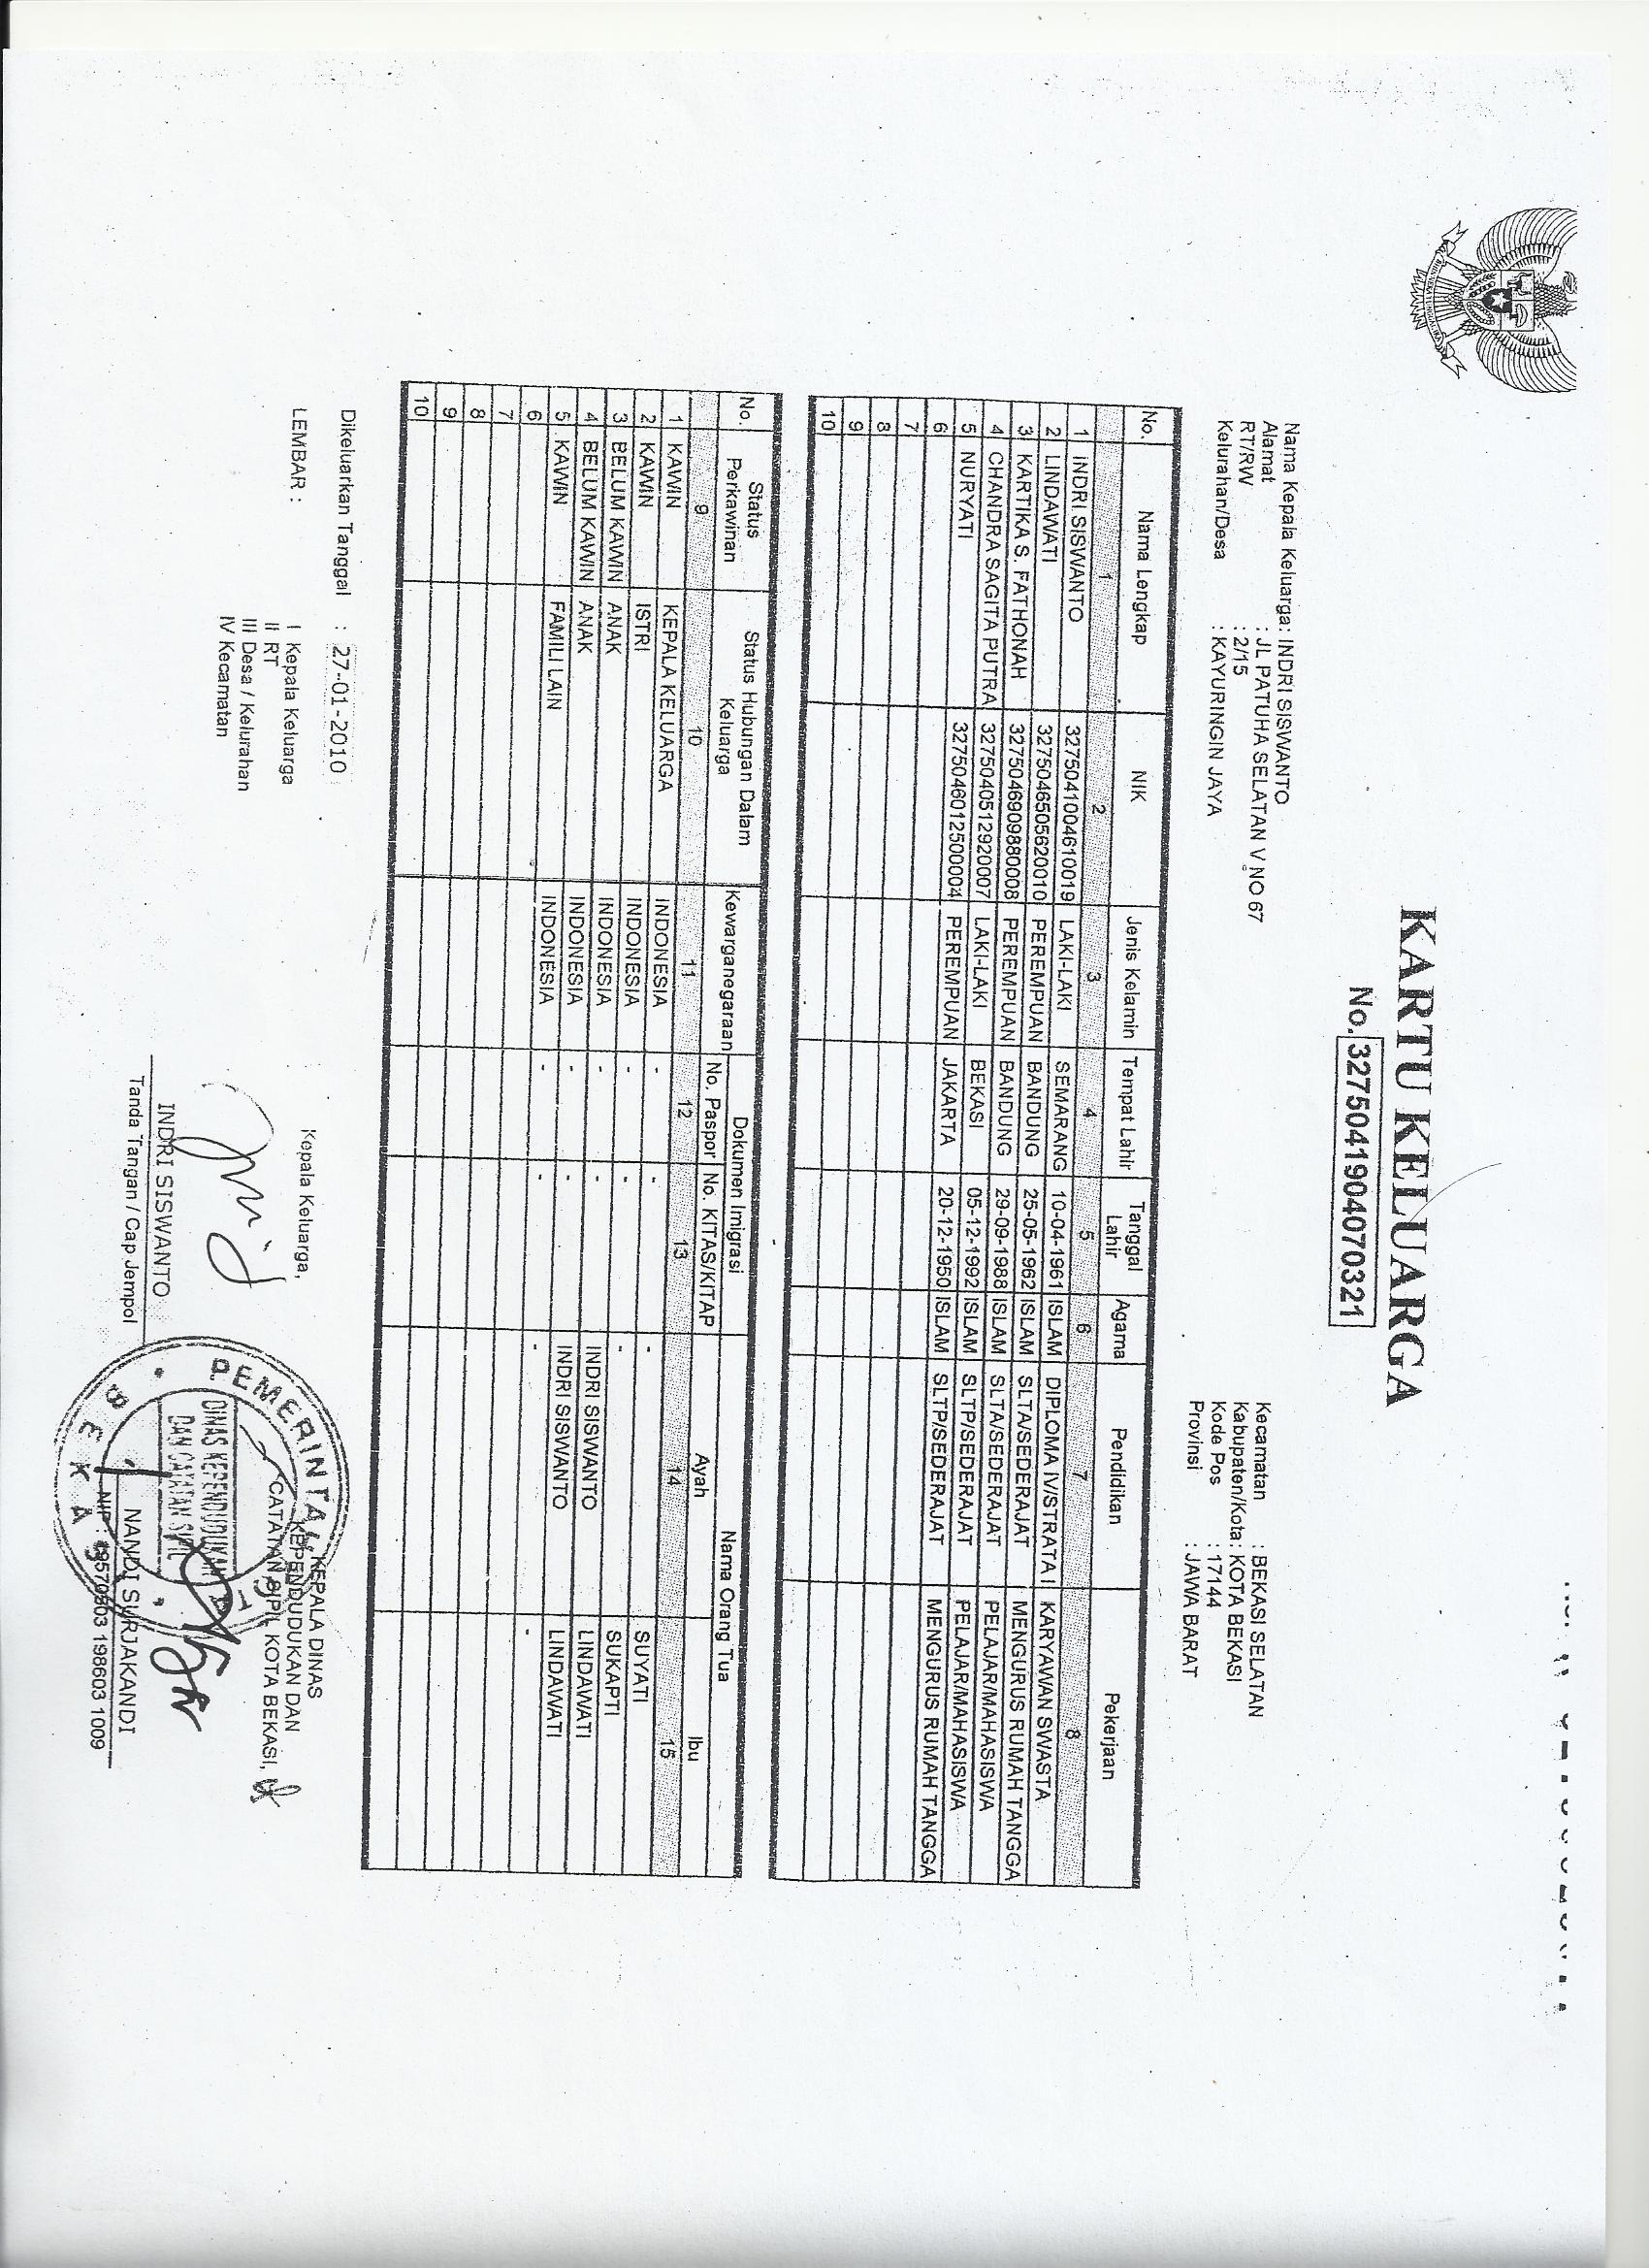 KARTU KELUARGA
No. 3275041904070321
Nama Kepala Keluarga : INDRI SISWANTO
Alamat : JL PATUHA SELATAN V NO 67
RT/RW : 2/15
Kelurahan/Desa : KAYURINGIN JAYA
Kecamatan : BEKASI SELATAN
Kabupaten/Kota : KOTA BEKASI
Kode Pos : 17144
Provinsi : JAWA BARAT
No. Nama Lengkap NIK Jenis Kelamin Tempat Lahir Tanggal Lahir Agama Pendidikan Pekerjaan
1 2 3 4 5 6 7 8
1 INDRI SISWANTO 3275041004610019 LAKI-LAKI SEMARANG 10-04-1961 ISLAM DIPLOMA IV/STRATA I KARYAWAN SWASTA
2 LINDAWATI 3275046505620010 PEREMPUAN BANDUNG 25-05-1962 ISLAM SLTA/SEDERAJAT MENGURUS RUMAH TANGGA
3 KARTIKA S. FATHONAH 3275046909880008 PEREMPUAN BANDUNG 29-09-1988 ISLAM SLTA/SEDERAJAT PELAJAR/MAHASISWA
4 CHANDRA SAGITA PUTRA 3275040512920007 LAKI-LAKI BEKASI 05-12-1992 ISLAM SLTP/SEDERAJAT PELAJAR/MAHASISWA
5 NURYATI 3275046012500004 PEREMPUAN JAKARTA 20-12-1950 ISLAM SLTP/SEDERAJAT MENGURUS RUMAH TANGGA
6
7
8
9
10
No. Status Perkawinan Status Hubungan Dalam Keluarga Kewarganegaraan Dokumen Imigrasi Nama Orang Tua
No. Paspor No. KITAS/KITAP Ayah Ibu
9 10 11 12 13 14 15
1 KAWIN KEPALA KELUARGA INDONESIA - - - SUYATI
2 KAWIN ISTRI INDONESIA - - - SUKAPTI
3 BELUM KAWIN ANAK INDONESIA - - INDRI SISWANTO LINDAWATI
4 BELUM KAWIN ANAK INDONESIA - - INDRI SISWANTO LINDAWATI
5 KAWIN FAMILI LAIN INDONESIA - - - -
6
7
8
9
10
Dikeluarkan Tanggal : 27-01-2010
LEMBAR : I Kepala Keluarga
II RT
III Desa / Kelurahan
IV Kecamatan
Kepala Keluarga,
INDRI SISWANTO
Tanda Tangan / Cap Jempol
KEPALA DINAS
KEPENDUDUKAN DAN
CATATAN SIPIL KOTA BEKASI,
PEMERINTAH
DINAS KEPENDUDUKAN
DAN CATATAN SIPIL
BEKASI
NANDI SURJAKANDI
NIP : 19570803 198603 1009